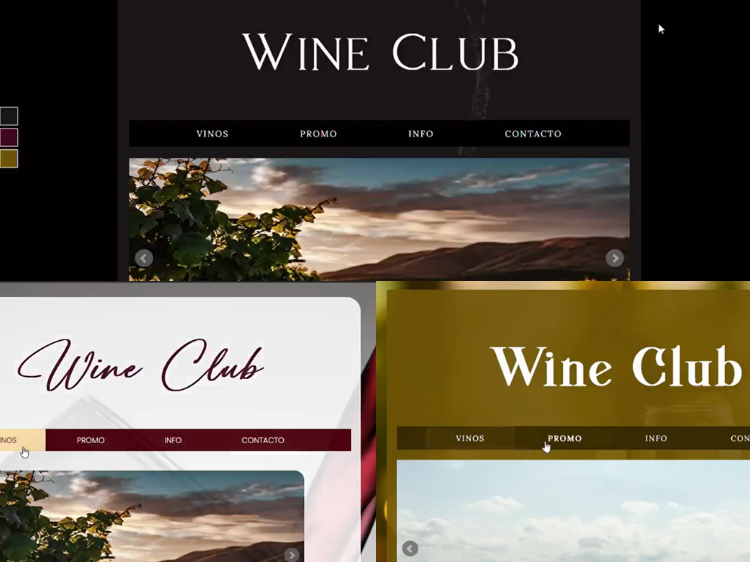 Wine Club
VINOS PROMO INFO CONTACTO
Wine Club
INOS PROMO INFO CONTACTO
Wine Club
VINOS PROMO INFO CON